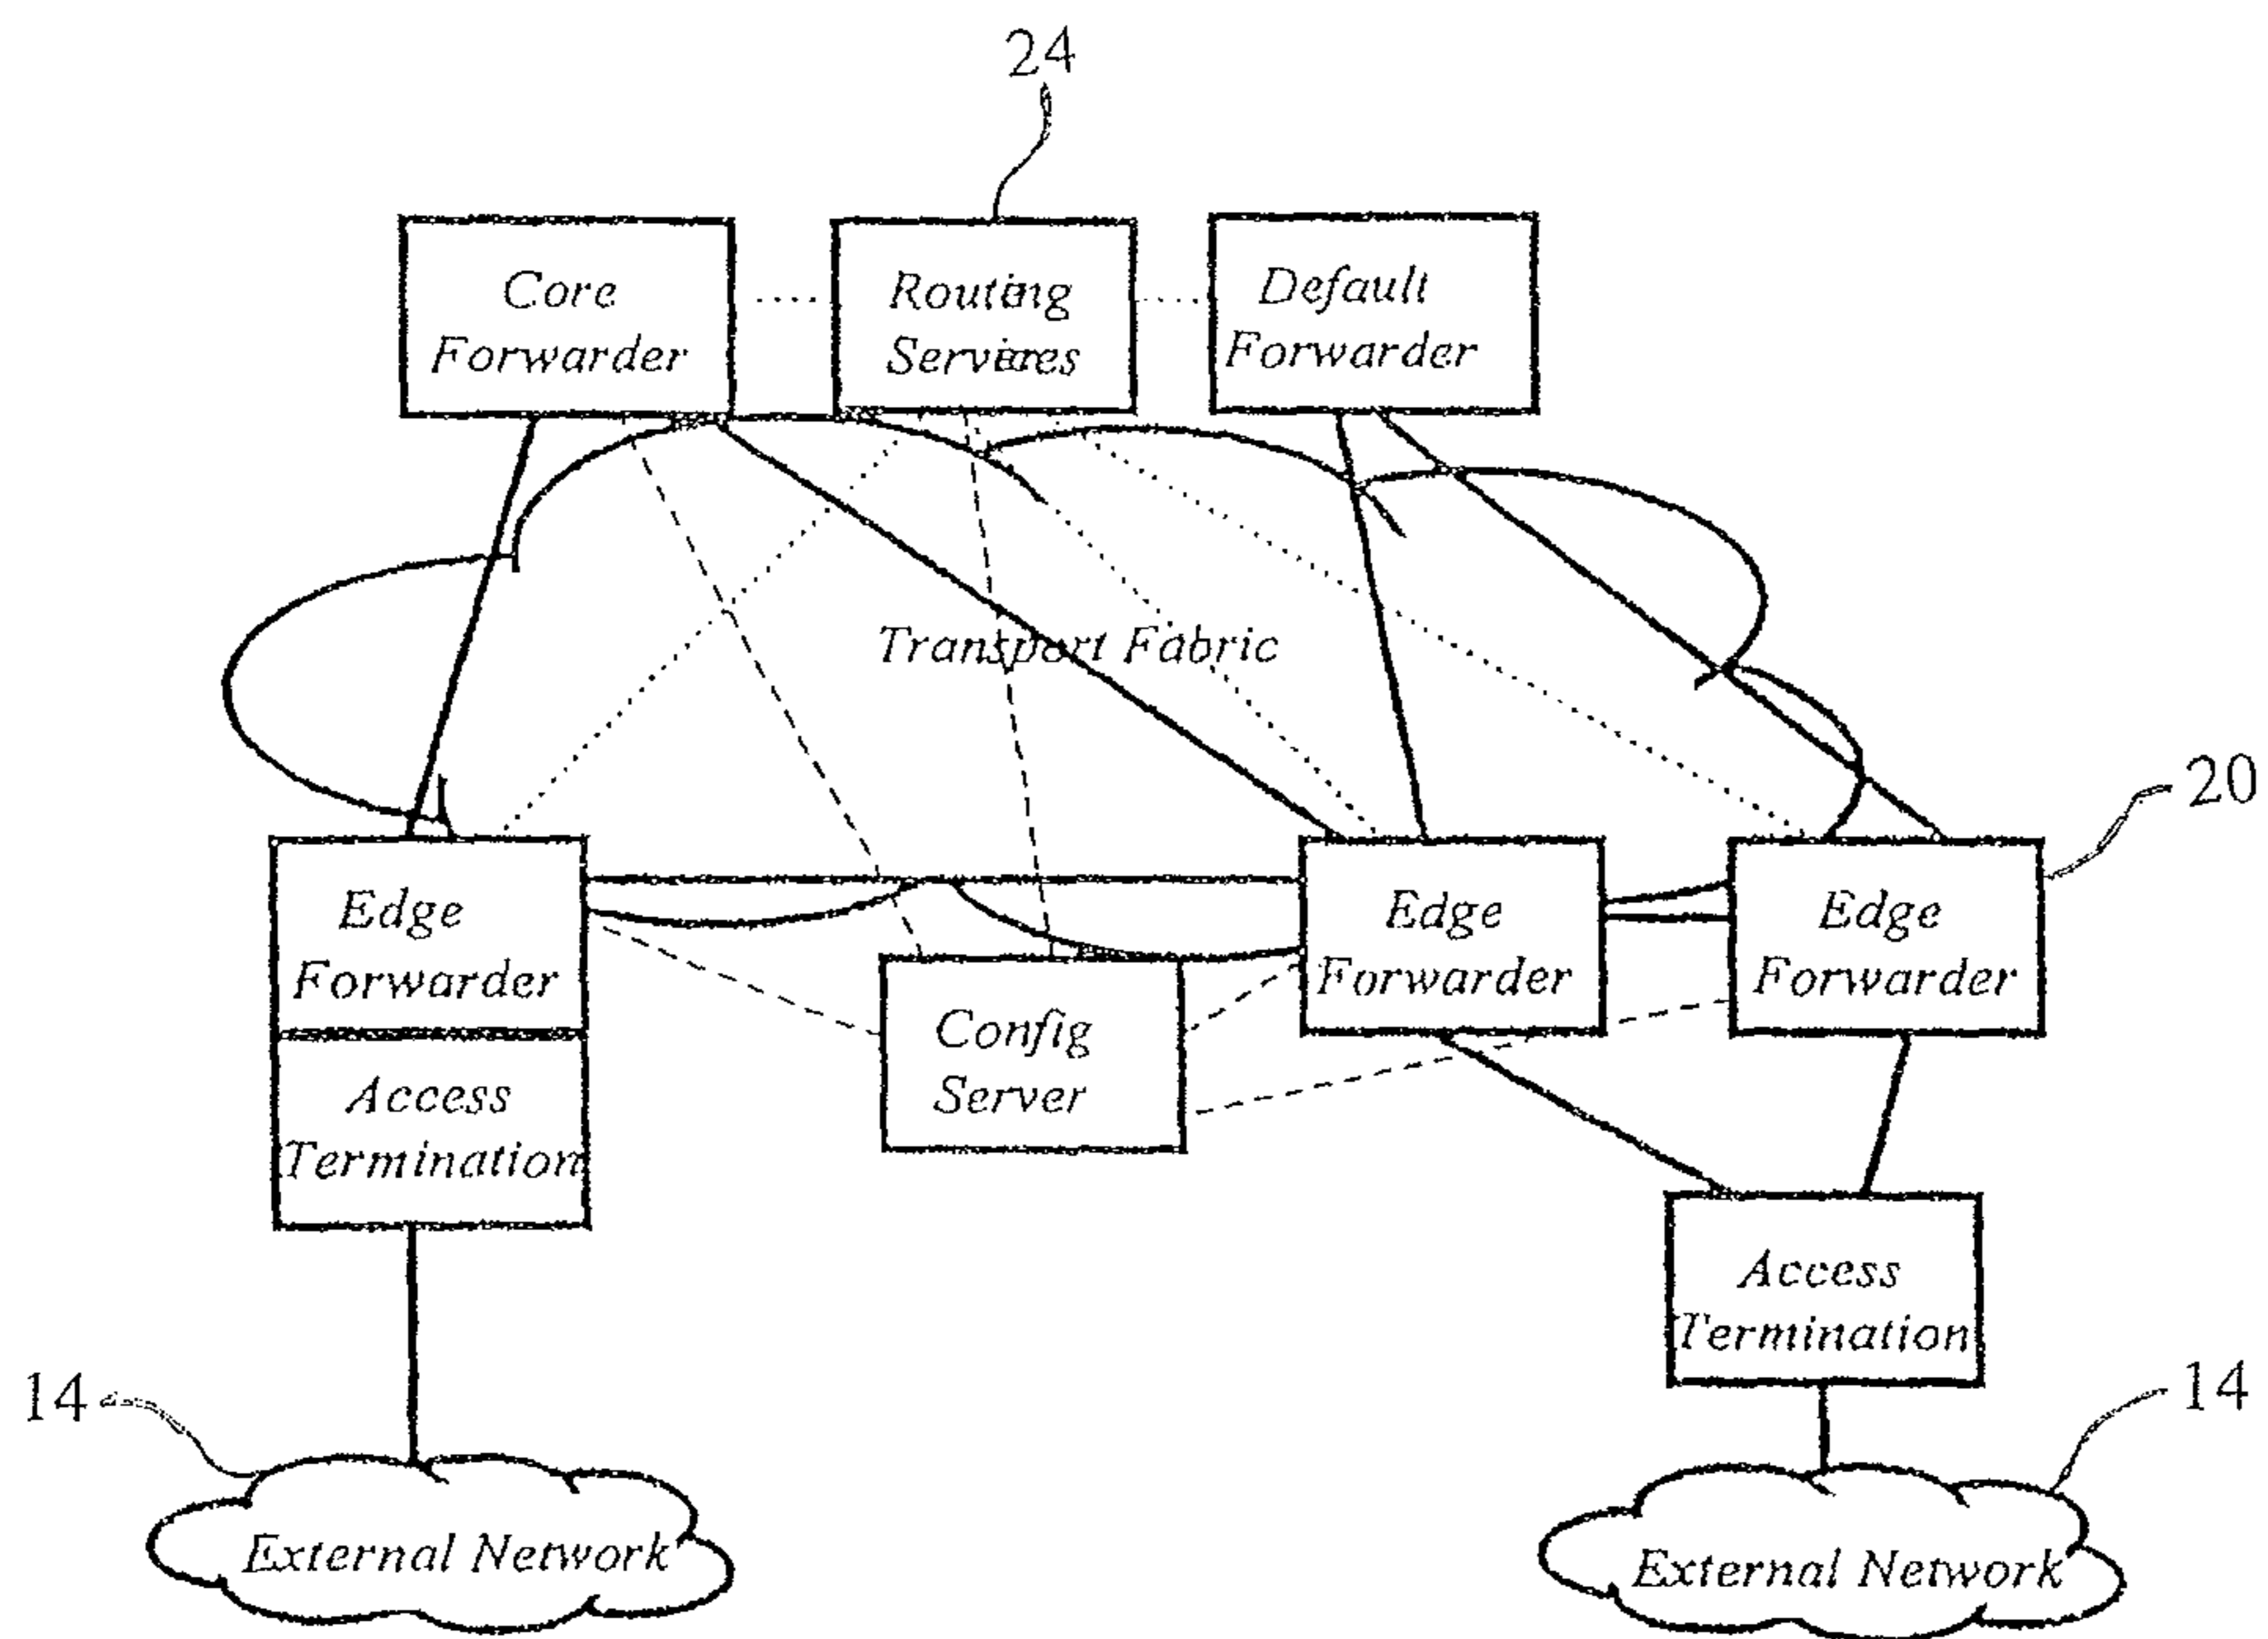 24
Core
Forwarder
Routing
Services
Default
Forwarder
Transport Fabric
20
Edge
Forwarder
Edge
Forwarder
Edge
Forwarder
Config
Server
Access
Termination
Access
Termination
14
14
External Network
External Network